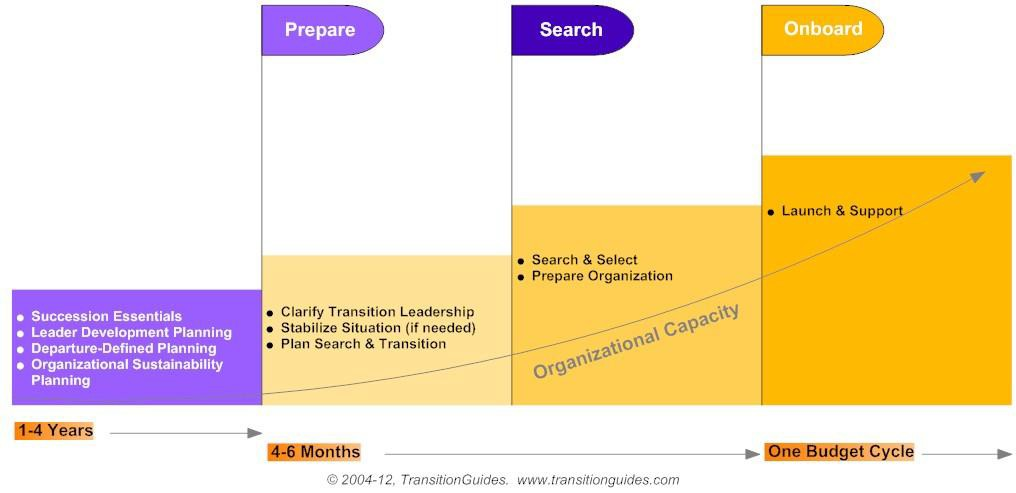 Prepare
Search
Onboard
● Succession Essentials
● Leader Development Planning
● Departure-Defined Planning
● Organizational Sustainability
Planning
● Clarify Transition Leadership
● Stabilize Situation (if needed)
● Plan Search & Transition
● Search & Select
● Prepare Organization
● Launch & Support
Organizational Capacity
1-4 Years
4-6 Months
One Budget Cycle
© 2004-12, TransitionGuides. www.transitionguides.com